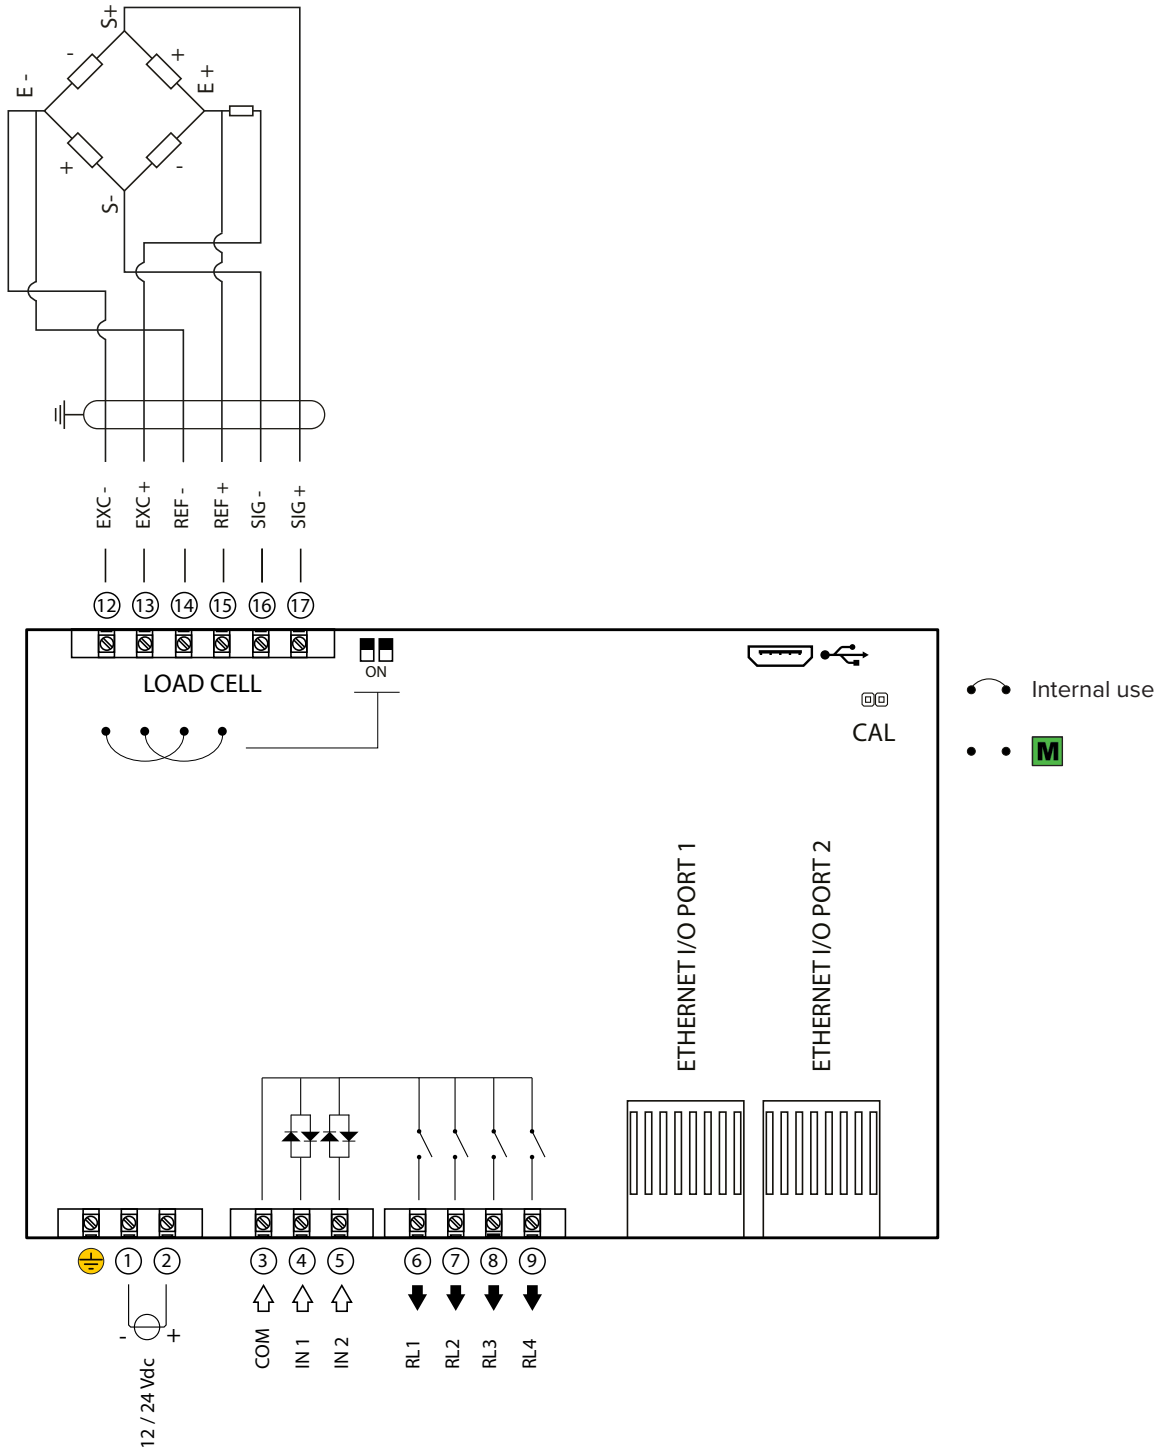 S+
-
+
E -
E +
+
-
S-
EXC -
EXC +
REF -
REF +
SIG -
SIG +
12
13
14
15
16
17
ON
LOAD CELL
CAL
Internal use
M
ETHERNET I/O PORT 1
ETHERNET I/O PORT 2
1
2
3
4
5
6
7
8
9
- +
12 / 24 Vdc
COM
IN 1
IN 2
RL1
RL2
RL3
RL4